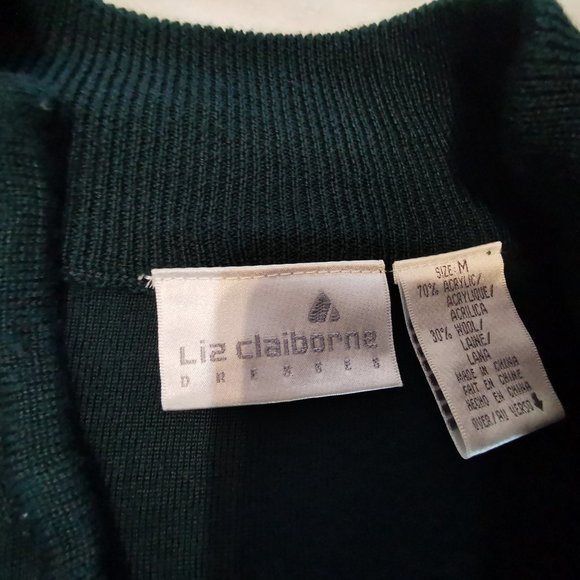 Liz claiborne
DRESSES
SIZE: M
70% ACRYLIC/
ACRYLIQUE/
ACRILICA
30% WOOL/
LAINE/
LANA
MADE IN CHINA
FAIT EN CHINE
HECHO EN CHINA
OVER/AU VERSO